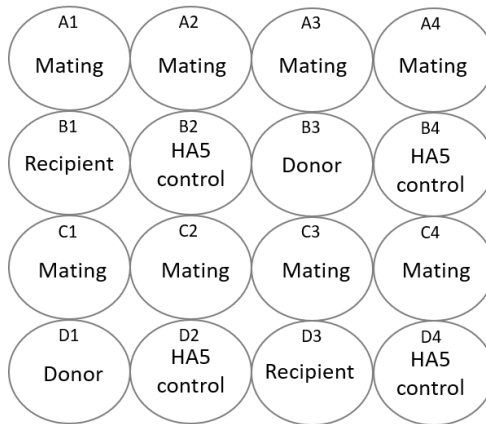 A1 A2 A3 A4
Mating Mating Mating Mating
B1 B2 B3 B4
Recipient HA5 control Donor HA5 control
C1 C2 C3 C4
Mating Mating Mating Mating
D1 D2 D3 D4
Donor HA5 control Recipient HA5 control